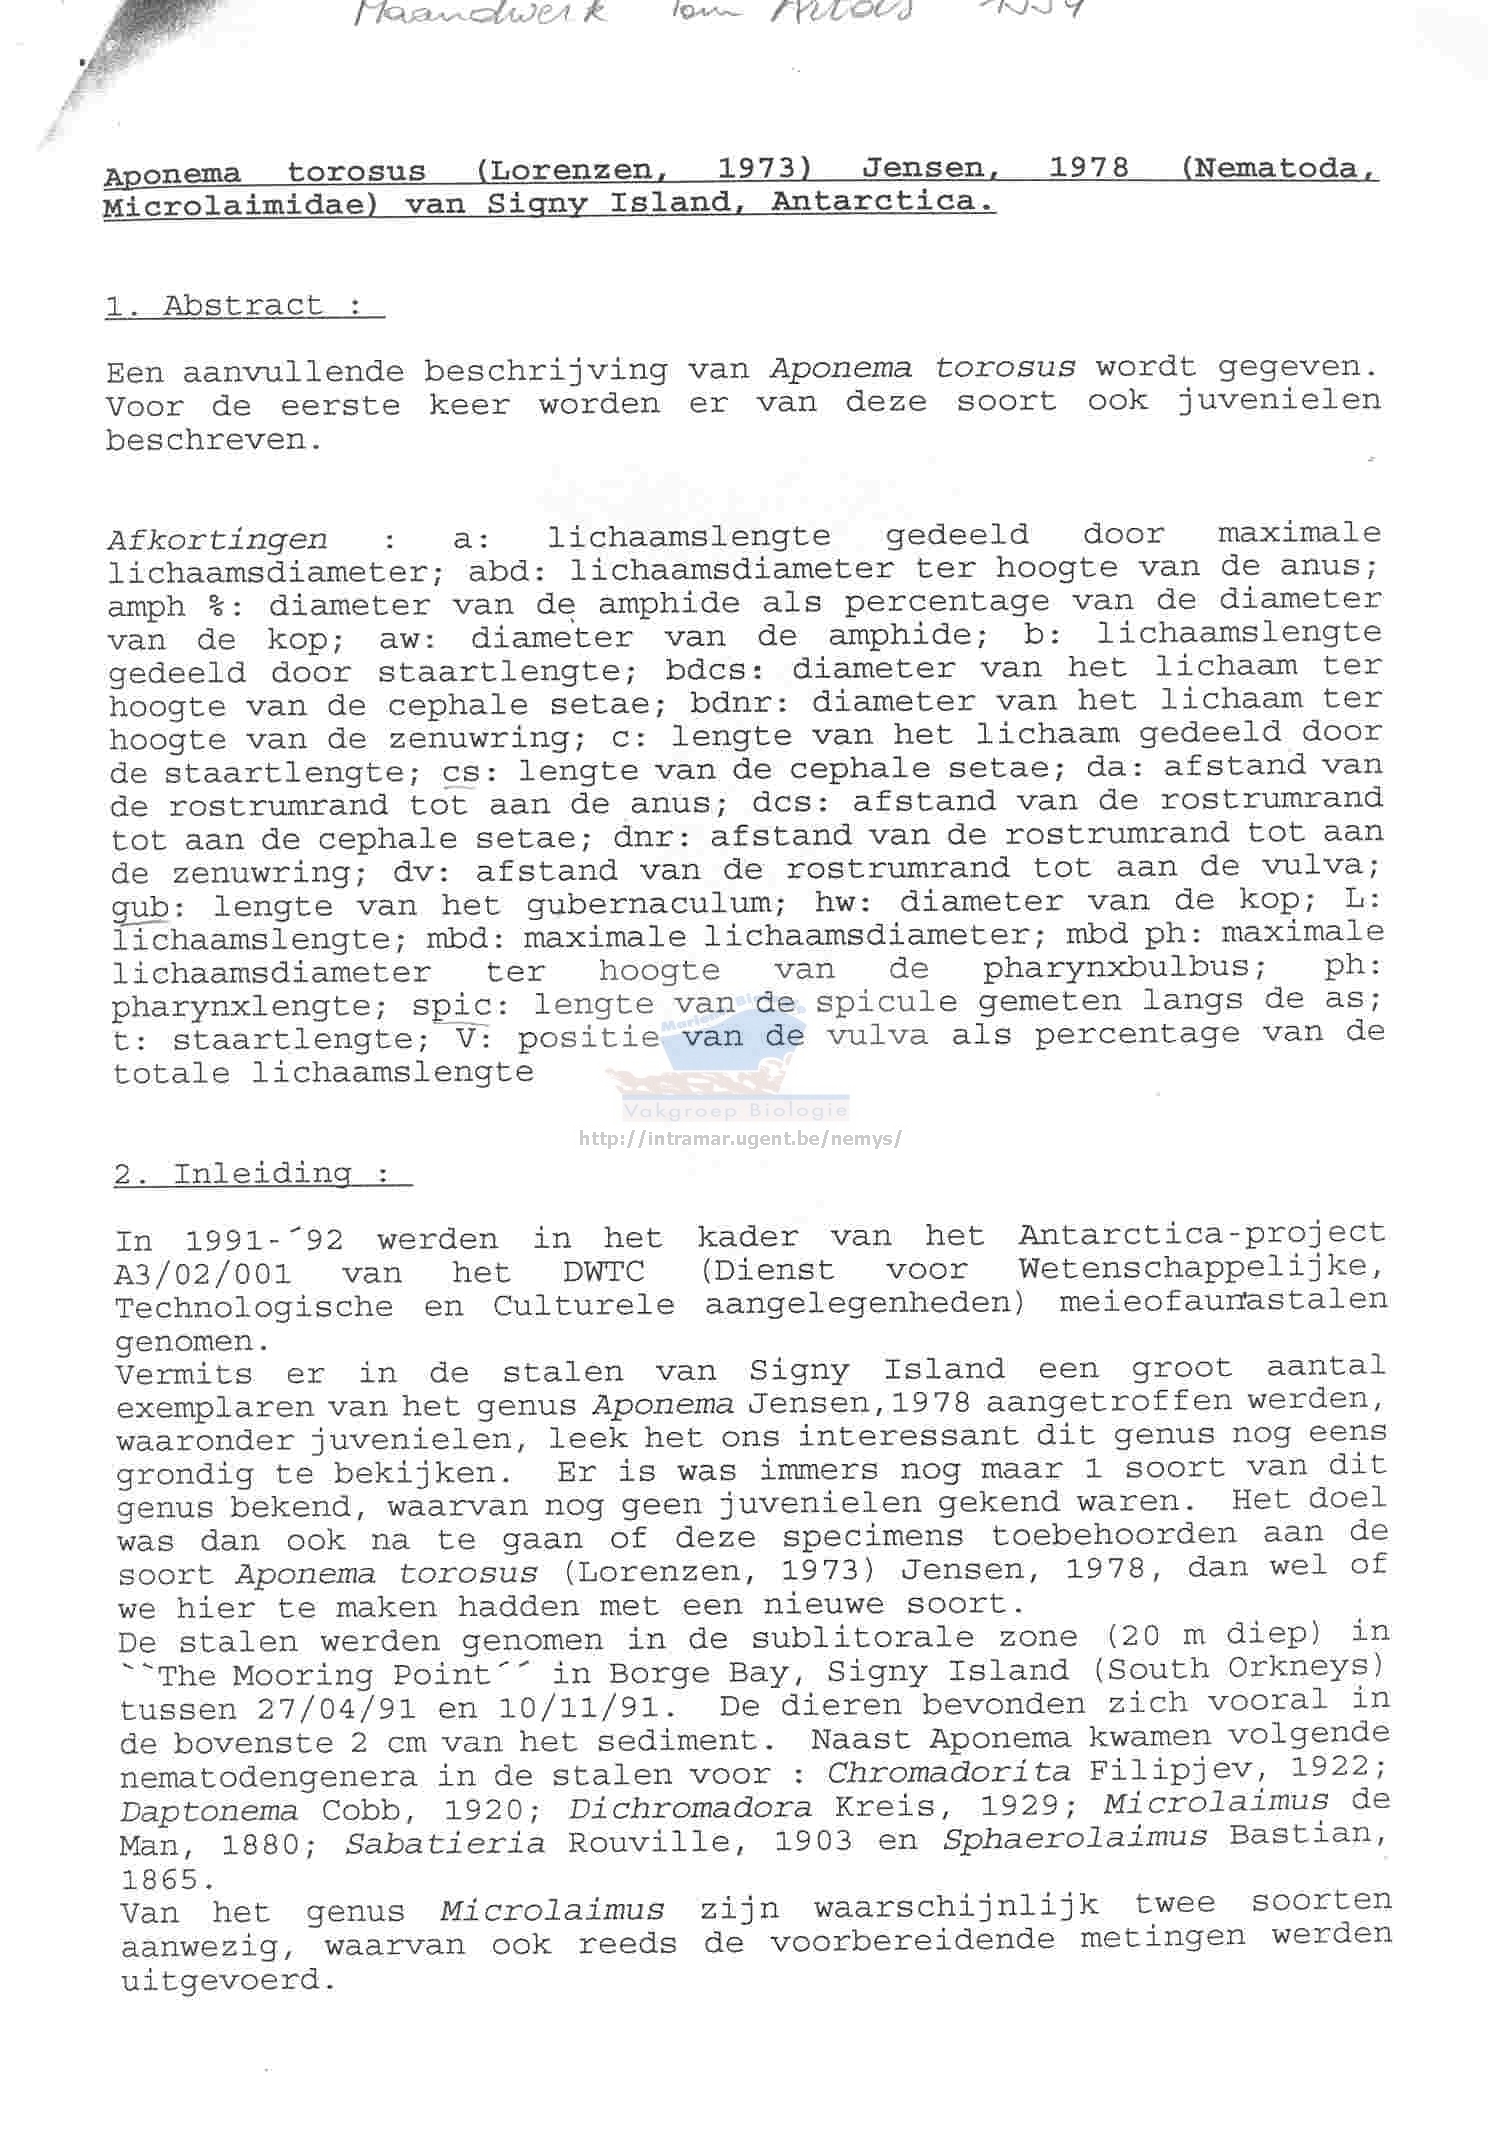 Maandwerk Tom Artois
Aponema torosus (Lorenzen, 1973) Jensen, 1978 (Nematoda,
Microlaimidae) van Signy Island, Antarctica.
1. Abstract :
Een aanvullende beschrijving van Aponema torosus wordt gegeven.
Voor de eerste keer worden er van deze soort ook juvenielen
beschreven.
Afkortingen : a: lichaamslengte gedeeld door maximale
lichaamsdiameter; abd: lichaamsdiameter ter hoogte van de anus;
amph %: diameter van de amphide als percentage van de diameter
van de kop; aw: diameter van de amphide; b: lichaamslengte
gedeeld door staartlengte; bdcs: diameter van het lichaam ter
hoogte van de cephale setae; bdnr: diameter van het lichaam ter
hoogte van de zenuwring; c: lengte van het lichaam gedeeld door
de staartlengte; cs: lengte van de cephale setae; da: afstand van
de rostrumrand tot aan de anus; dcs: afstand van de rostrumrand
tot aan de cephale setae; dnr: afstand van de rostrumrand tot aan
de zenuwring; dv: afstand van de rostrumrand tot aan de vulva;
gub: lengte van het gubernaculum; hw: diameter van de kop; L:
lichaamslengte; mbd: maximale lichaamsdiameter; mbd ph: maximale
lichaamsdiameter ter hoogte van de pharynxbulbus; ph:
pharynxlengte; spic: lengte van de spicule gemeten langs de as;
t: staartlengte; V: positie van de vulva als percentage van de
totale lichaamslengte
Vakgroep Biologie
http://intramar.ugent.be/nemys/
2. Inleiding :
In 1991-´92 werden in het kader van het Antarctica-project
A3/02/001 van het DWTC (Dienst voor Wetenschappelijke,
Technologische en Culturele aangelegenheden) meieofaunastalen
genomen.
Vermits er in de stalen van Signy Island een groot aantal
exemplaren van het genus Aponema Jensen,1978 aangetroffen werden,
waaronder juvenielen, leek het ons interessant dit genus nog eens
grondig te bekijken. Er is was immers nog maar 1 soort van dit
genus bekend, waarvan nog geen juvenielen gekend waren. Het doel
was dan ook na te gaan of deze specimens toebehoorden aan de
soort Aponema torosus (Lorenzen, 1973) Jensen, 1978, dan wel of
we hier te maken hadden met een nieuwe soort.
De stalen werden genomen in de sublitorale zone (20 m diep) in
``The Mooring Point´´ in Borge Bay, Signy Island (South Orkneys)
tussen 27/04/91 en 10/11/91. De dieren bevonden zich vooral in
de bovenste 2 cm van het sediment. Naast Aponema kwamen volgende
nematodengenera in de stalen voor : Chromadorita Filipjev, 1922;
Daptonema Cobb, 1920; Dichromadora Kreis, 1929; Microlaimus de
Man, 1880; Sabatieria Rouville, 1903 en Sphaerolaimus Bastian,
1865.
Van het genus Microlaimus zijn waarschijnlijk twee soorten
aanwezig, waarvan ook reeds de voorbereidende metingen werden
uitgevoerd.